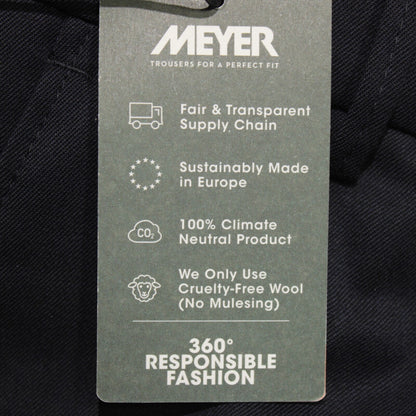 MEYER
TROUSERS FOR A PERFECT FIT
Fair & Transparent
Supply Chain
Sustainably Made
in Europe
CO2
100% Climate
Neutral Product
We Only Use
Cruelty-Free Wool
(No Mulesing)
360°
RESPONSIBLE
FASHION